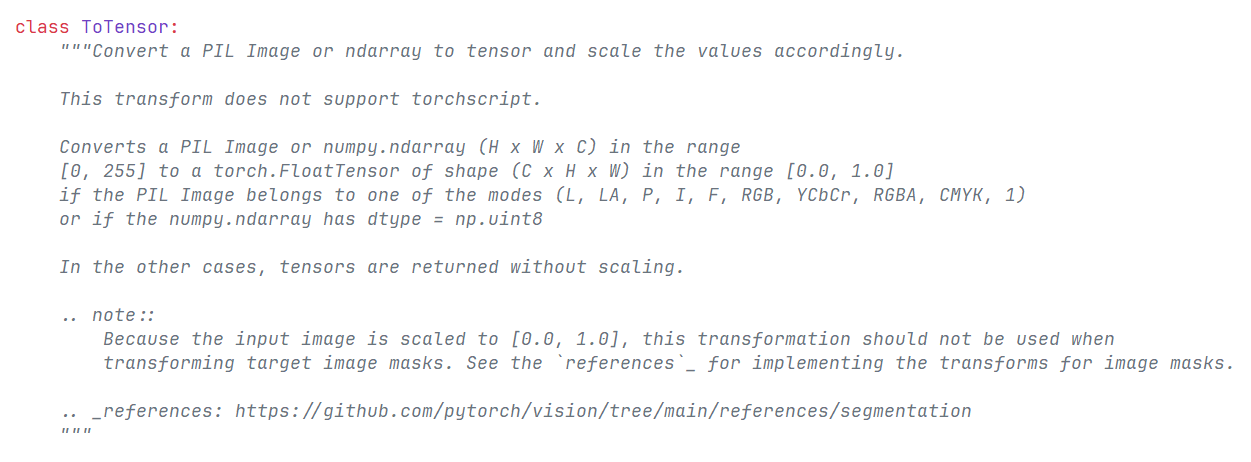 class ToTensor:
    """Convert a PIL Image or ndarray to tensor and scale the values accordingly.

    This transform does not support torchscript.

    Converts a PIL Image or numpy.ndarray (H x W x C) in the range
    [0, 255] to a torch.FloatTensor of shape (C x H x W) in the range [0.0, 1.0]
    if the PIL Image belongs to one of the modes (L, LA, P, I, F, RGB, YCbCr, RGBA, CMYK, 1)
    or if the numpy.ndarray has dtype = np.uint8

    In the other cases, tensors are returned without scaling.

    .. note::
        Because the input image is scaled to [0.0, 1.0], this transformation should not be used when
        transforming target image masks. See the `references`_ for implementing the transforms for image masks.

    .. _references: https://github.com/pytorch/vision/tree/main/references/segmentation
    """